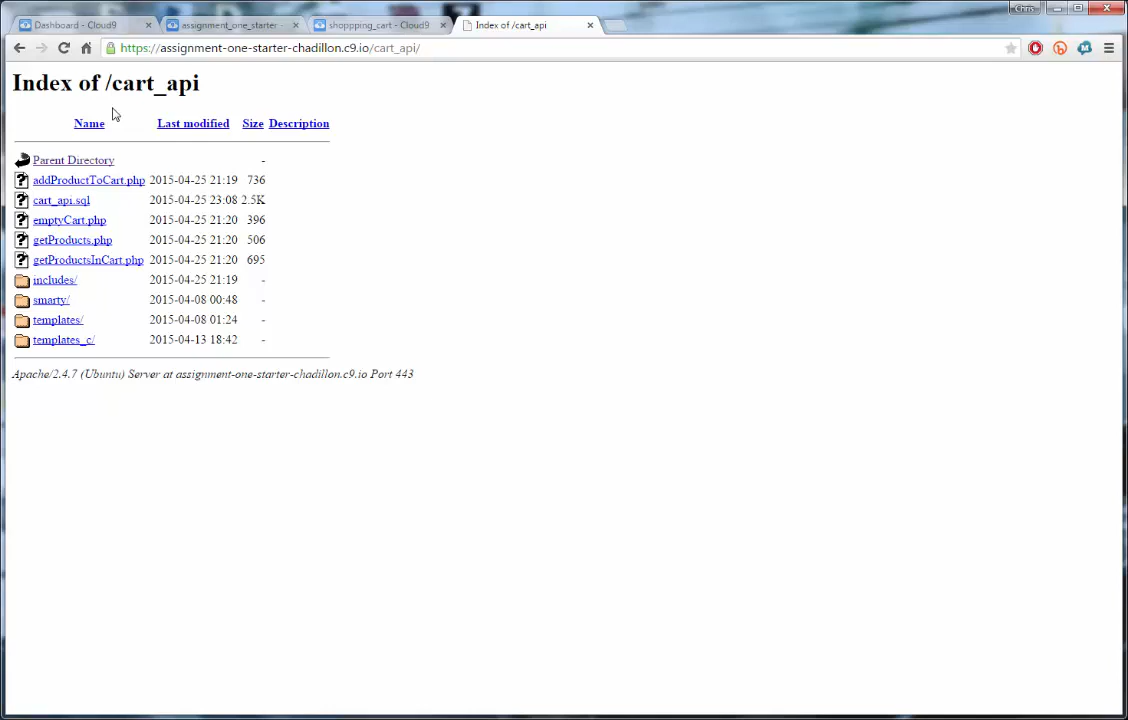 Chris
Dashboard - Cloud9
assignment_one_starter -
shoppping_cart - Cloud9
Index of /cart_api
https://assignment-one-starter-chadillon.c9.io/cart_api/
Index of /cart_api
Name Last modified Size Description
Parent Directory -
addProductToCart.php 2015-04-25 21:19 736
cart_api.sql 2015-04-25 23:08 2.5K
emptyCart.php 2015-04-25 21:20 396
getProducts.php 2015-04-25 21:20 506
getProductsInCart.php 2015-04-25 21:20 695
includes/ 2015-04-25 21:19 -
smarty/ 2015-04-08 00:48 -
templates/ 2015-04-08 01:24 -
templates_c/ 2015-04-13 18:42 -
Apache/2.4.7 (Ubuntu) Server at assignment-one-starter-chadillon.c9.io Port 443